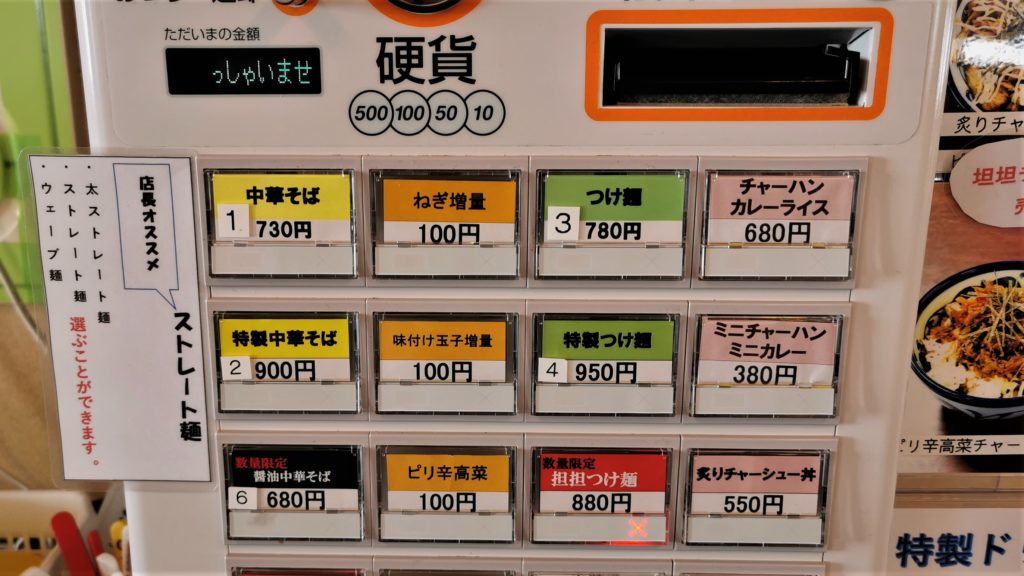 ただいまの金額
っしゃいませ
硬貨
500 100 50 10
店長オススメ
ストレート麺
・太ストレート麺
・ストレート麺
・ウェーブ麺
選ぶことができます。
中華そば
1 730円
ねぎ増量
100円
つけ麺
3 780円
チャーハン
カレーライス
680円
特製中華そば
2 900円
味付け玉子増量
100円
特製つけ麺
4 950円
ミニチャーハン
ミニカレー
380円
数量限定
醤油中華そば
6 680円
ピリ辛高菜
100円
数量限定
担担つけ麺
880円
炙りチャーシュー丼
550円
炙りチャ
坦坦
ピリ辛高菜チャー
特製ド